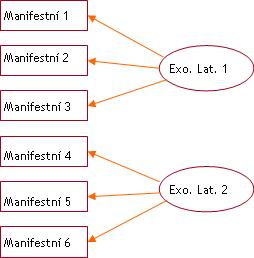 Manifestní 1
Manifestní 2
Exo. Lat. 1
Manifestní 3
Manifestní 4
Exo. Lat. 2
Manifestní 5
Manifestní 6